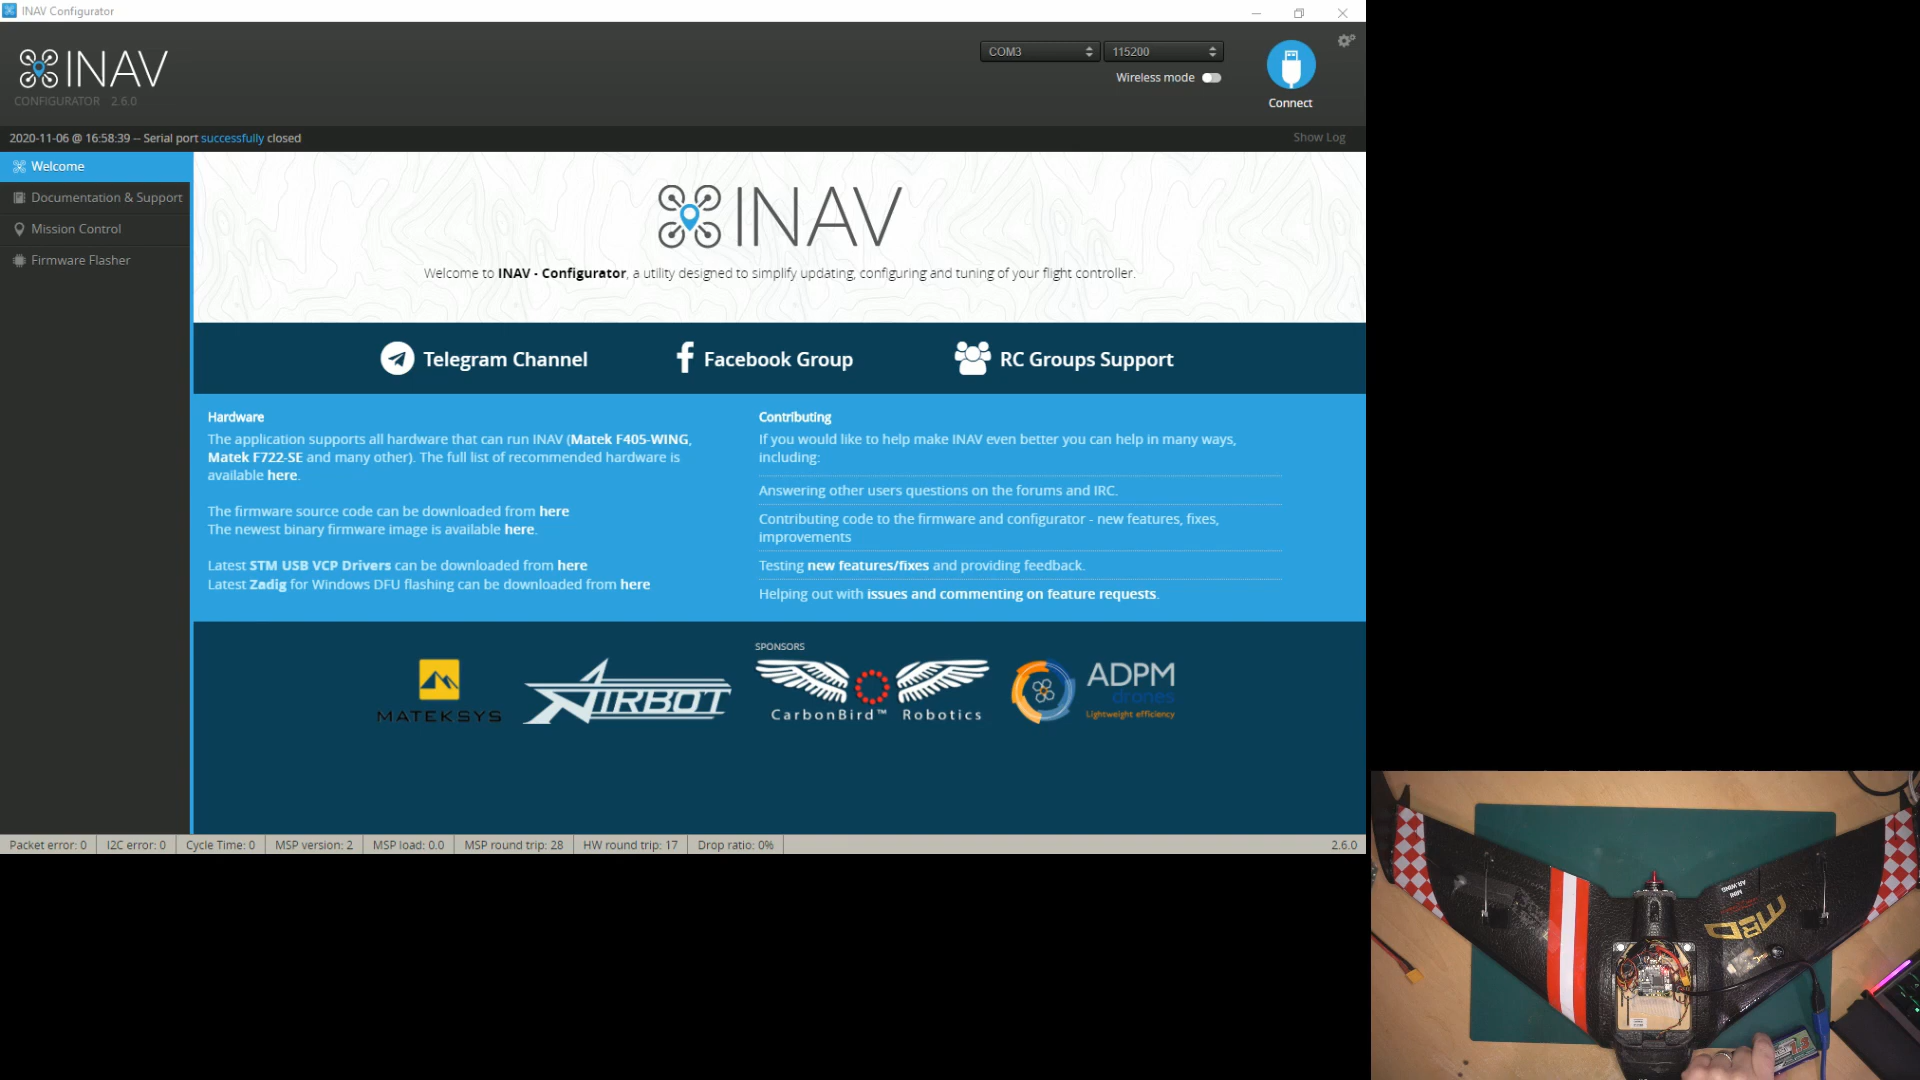 INAV Configurator
INAV
CONFIGURATOR 2.6.0
COM3
115200
Wireless mode
Connect
2020-11-06 @ 16:58:39 -- Serial port successfully closed
Show Log
Welcome
Documentation & Support
Mission Control
Firmware Flasher
INAV
Welcome to INAV - Configurator, a utility designed to simplify updating, configuring and tuning of your flight controller.
Telegram Channel
Facebook Group
RC Groups Support
Hardware
The application supports all hardware that can run INAV (Matek F405-WING,
Matek F722-SE and many other). The full list of recommended hardware is
available here.
The firmware source code can be downloaded from here
The newest binary firmware image is available here.
Latest STM USB VCP Drivers can be downloaded from here
Latest Zadig for Windows DFU flashing can be downloaded from here
Contributing
If you would like to help make INAV even better you can help in many ways,
including:
Answering other users questions on the forums and IRC.
Contributing code to the firmware and configurator - new features, fixes,
improvements
Testing new features/fixes and providing feedback.
Helping out with issues and commenting on feature requests.
SPONSORS
MATEKSYS
AIRBOT
CarbonBird™ Robotics
ADPM
drones
Lightweight efficiency
Packet error: 0
I2C error: 0
Cycle Time: 0
MSP version: 2
MSP load: 0.0
MSP round trip: 28
HW round trip: 17
Drop ratio: 0%
2.6.0
MINI
AR WING